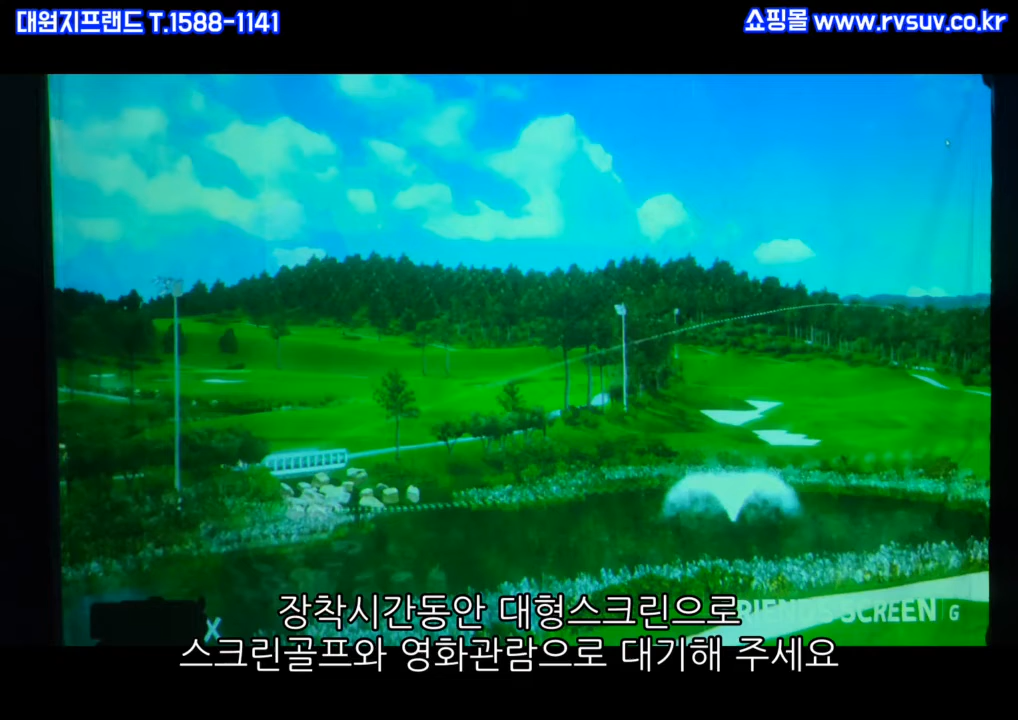 대원지프랜드 T.1588-1141
쇼핑몰 www.rvsuv.co.kr
장착시간동안 대형스크린으로
스크린골프와 영화관람으로 대기해 주세요
SCREEN G
X